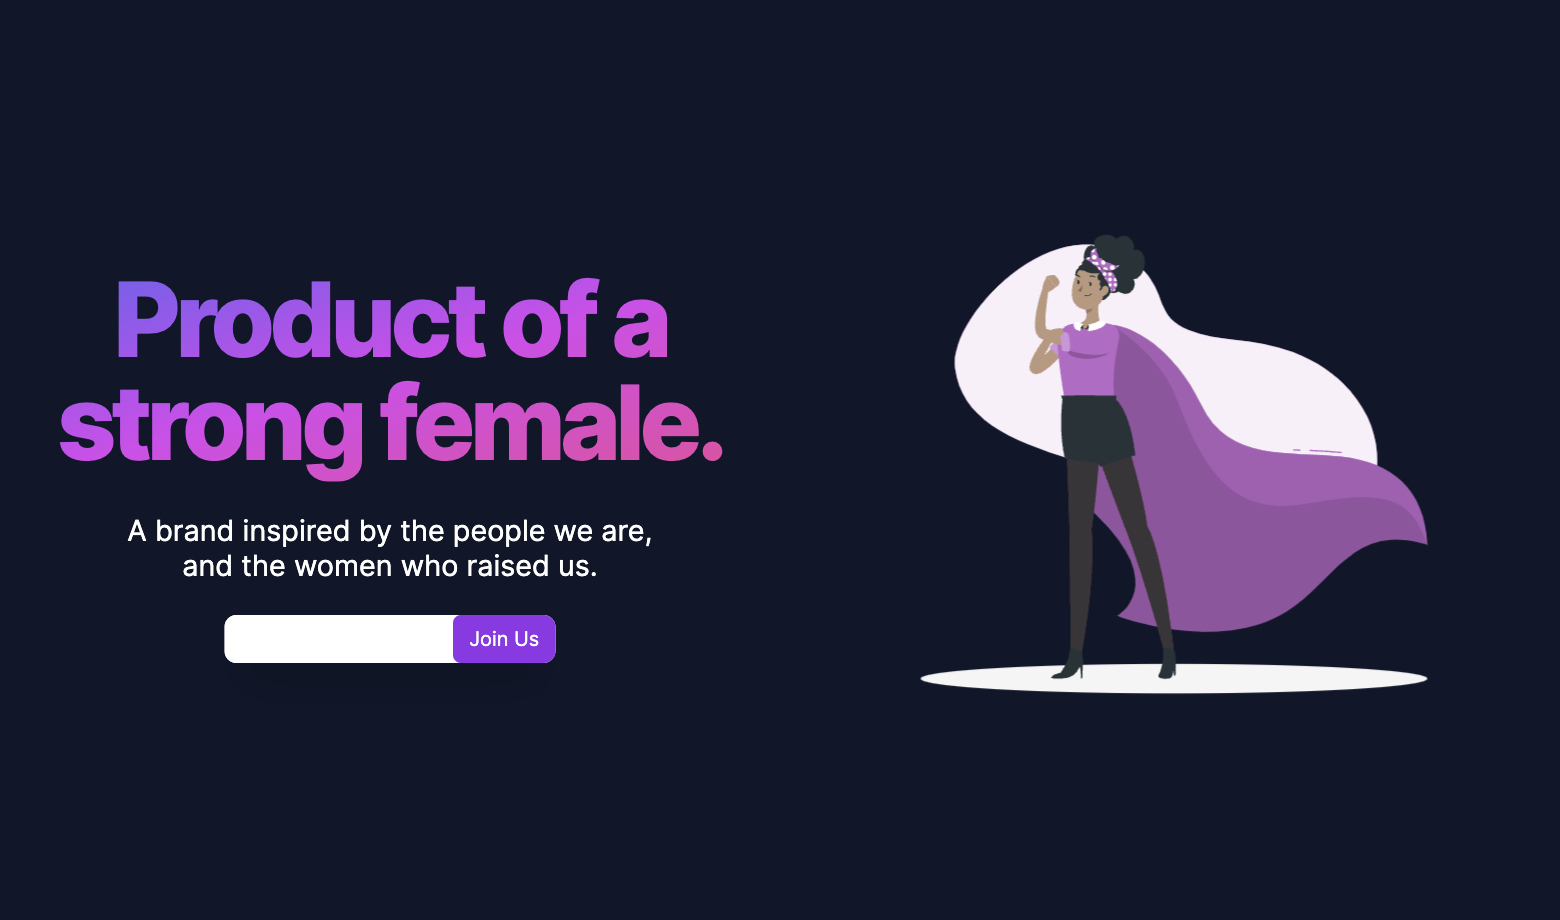 Product of a
strong female.
A brand inspired by the people we are,
and the women who raised us.
Join Us